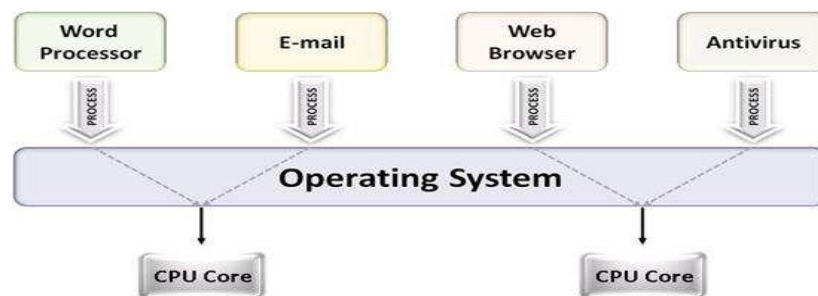 Word
Processor
E-mail
Web
Browser
Antivirus
PROCESS
PROCESS
PROCESS
PROCESS
Operating System
CPU Core
CPU Core